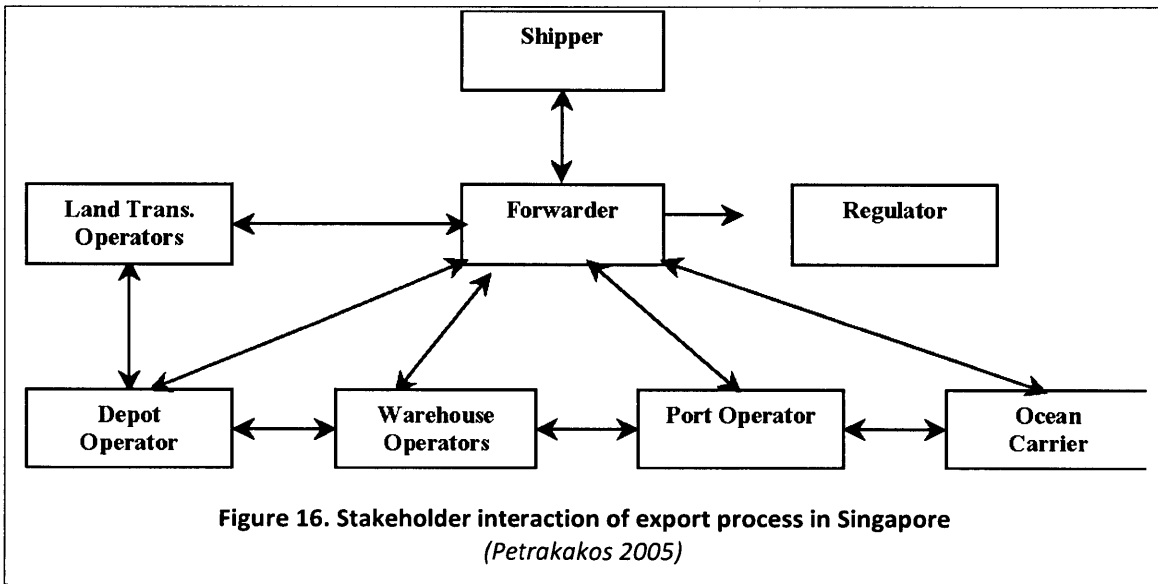 Shipper
Land Trans.
Operators
Forwarder
Regulator
Depot
Operator
Warehouse
Operators
Port Operator
Ocean
Carrier
Figure 16. Stakeholder interaction of export process in Singapore
(Petrakakos 2005)